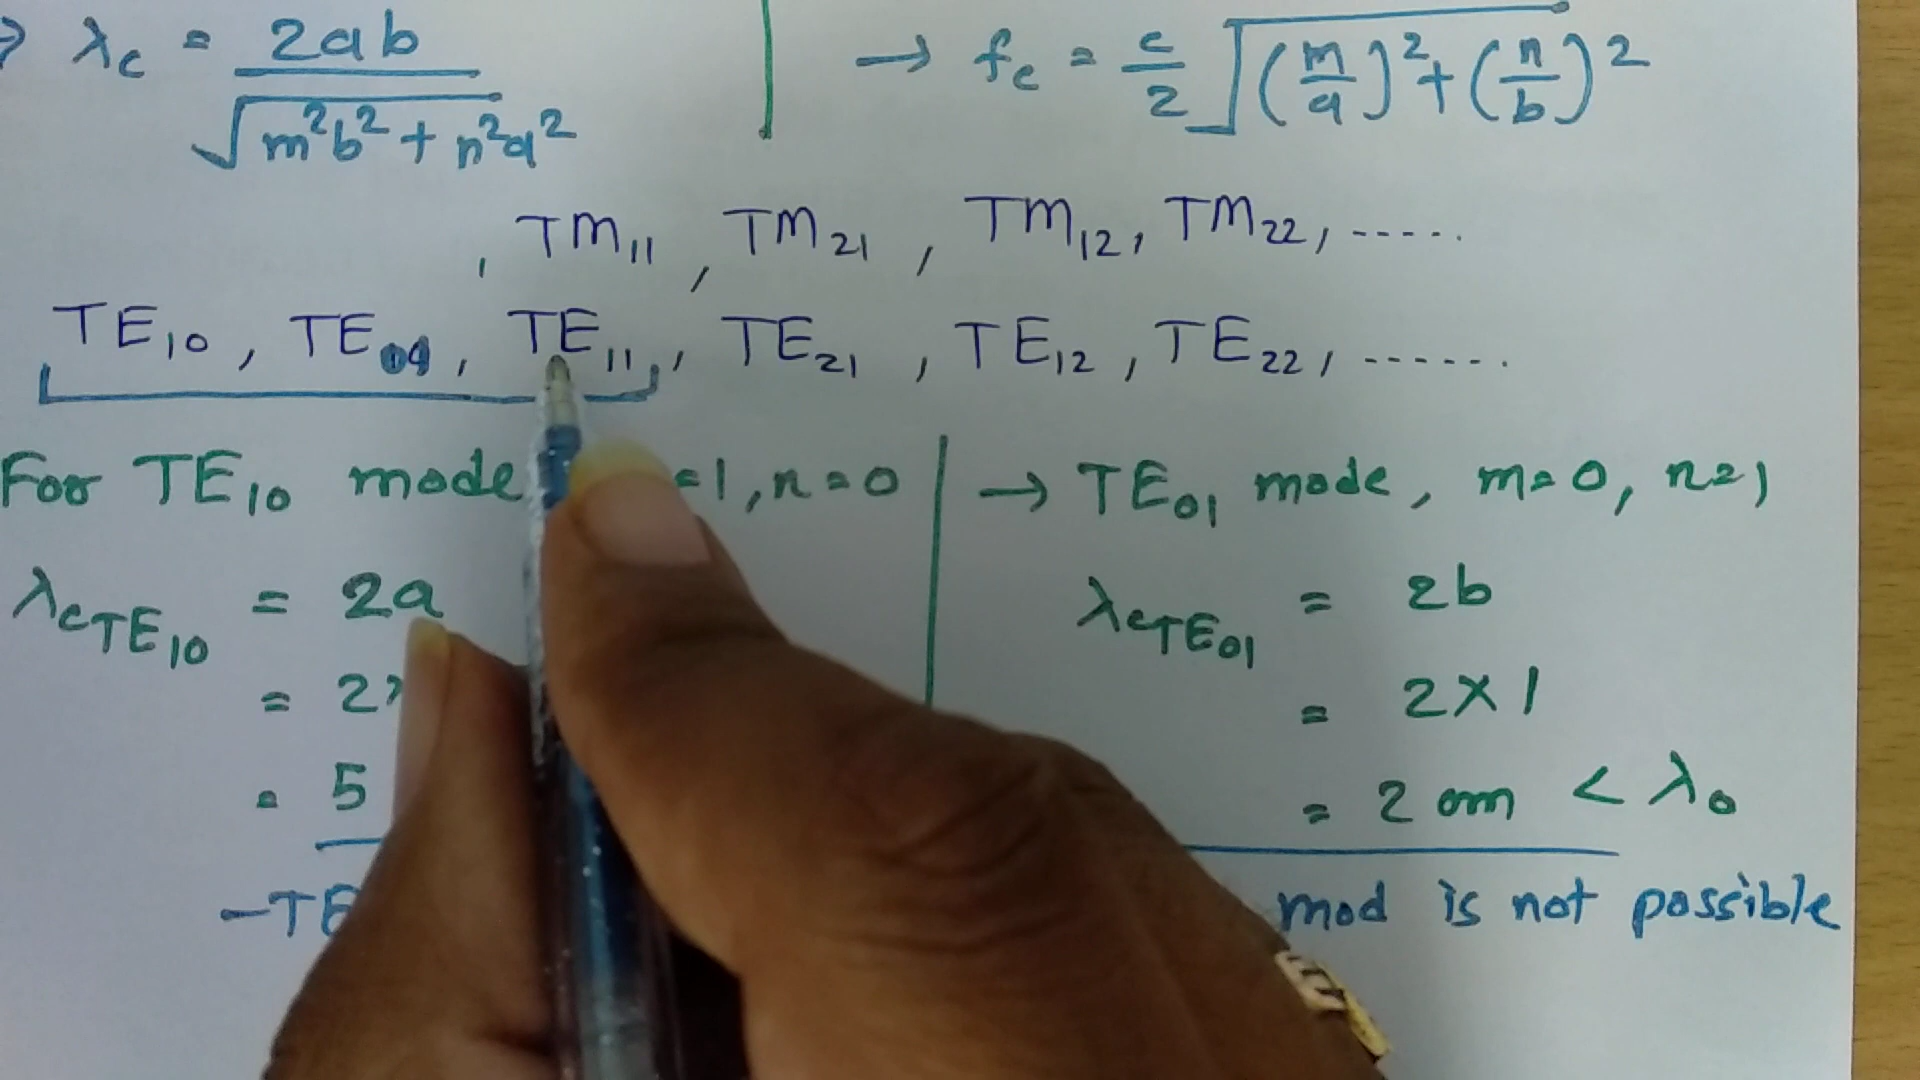 ⇒ λc = 2ab / √(m²b² + n²a²)
→ fc = c/2 √((m/a)² + (n/b)²)
, TM11, TM21, TM12, TM22, .....
TE10, TE01, TE11, TE21, TE12, TE22, ......
For TE10 mode =1, n=0
λcTE10 = 2a
= 2×
= 5
-TE
→ TE01 mode, m=0, n=1
λcTE01 = 2b
= 2×1
= 2 cm < λ0
mod is not possible